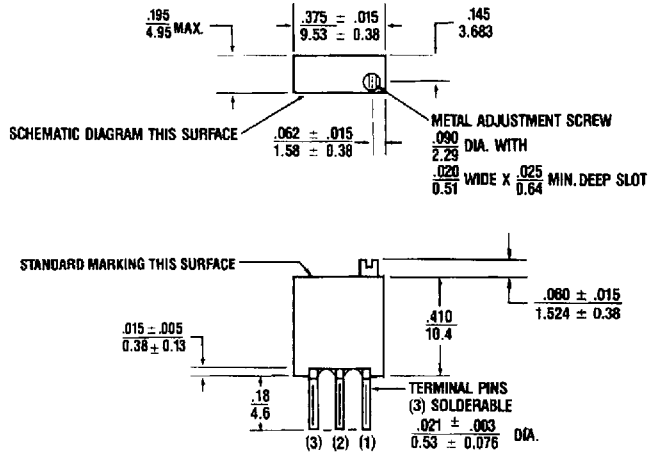 .195
4.95 MAX.
.375 ± .015
9.53 ± 0.38
.145
3.683
SCHEMATIC DIAGRAM THIS SURFACE
.062 ± .015
1.58 ± 0.38
METAL ADJUSTMENT SCREW
.090
2.29 DIA. WITH
.020
0.51 WIDE X .025
0.64 MIN. DEEP SLOT
STANDARD MARKING THIS SURFACE
.060 ± .015
1.524 ± 0.38
.410
10.4
.015 ± .005
0.38 ± 0.13
.18
4.6
TERMINAL PINS
(3) SOLDERABLE
.021 ± .003
0.53 ± 0.076 DIA.
(3) (2) (1)